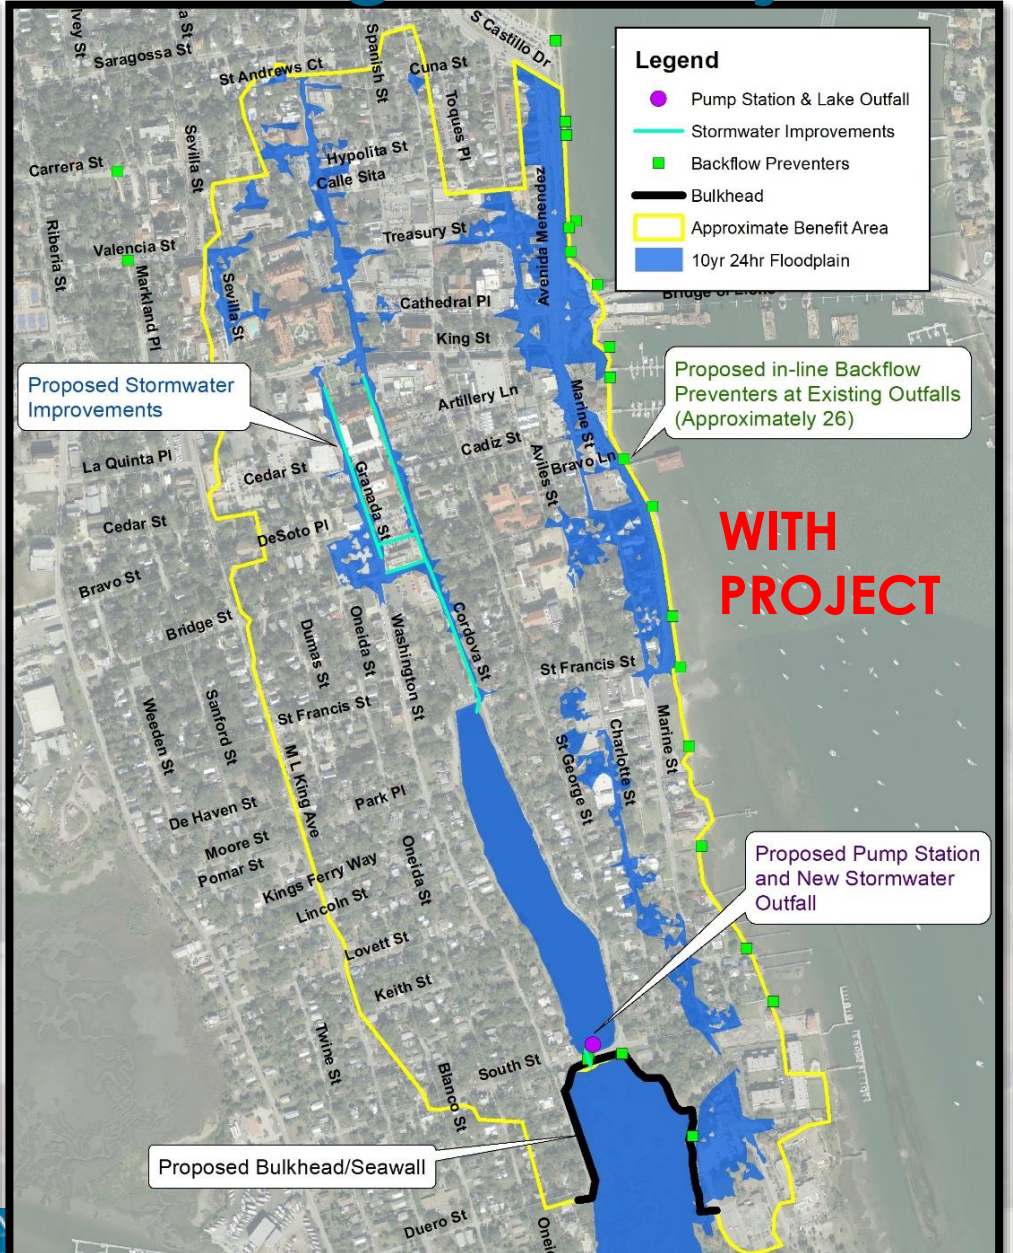 S Castillo Dr
Saragossa St
St Andrews Ct
Spanish St
Cuna St
Toques Pl
Legend
Pump Station & Lake Outfall
Stormwater Improvements
Backflow Preventers
Bulkhead
Approximate Benefit Area
10yr 24hr Floodplain
Sevilla St
Carrera St
Hypolita St
Calle Sita
Avenida Menendez
Riberia St
Valencia St
Markland Pl
Sevilla St
Treasury St
Cathedral Pl
King St
Proposed Stormwater
Improvements
Artillery Ln
Marine St
Proposed in-line Backflow
Preventers at Existing Outfalls
(Approximately 26)
La Quinta Pl
Cedar St
Granada St
Cadiz St
Aviles St
Bravo Ln
Cedar St
DeSoto Pl
WITH
PROJECT
Bravo St
Bridge St
Dumas St
Oneida St
Washington St
Cordova St
St Francis St
Weeden St
Sanford St
St Francis St
M L King Ave
St George St
Charlotte St
Marine St
De Haven St
Park Pl
Moore St
Pomar St
Kings Ferry Way
Oneida St
Lincoln St
Lovett St
Keith St
Proposed Pump Station
and New Stormwater
Outfall
Twine St
Blanco St
South St
Proposed Bulkhead/Seawall
Duero St